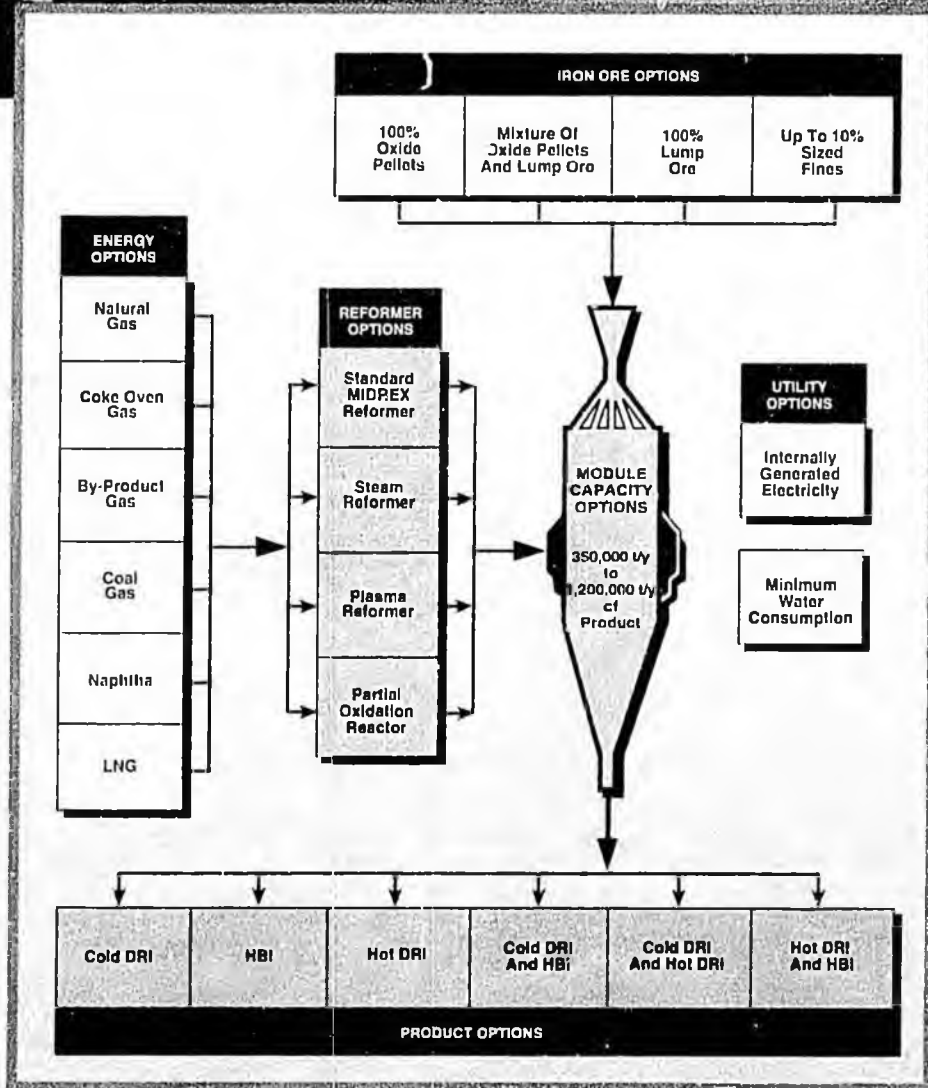 IRON ORE OPTIONS
100%
Oxide
Pellets
Mixture Of
Oxide Pellets
And Lump Ore
100%
Lump
Ore
Up To 10%
Sized
Fines
ENERGY
OPTIONS
Natural
Gas
Coke Oven
Gas
By-Product
Gas
Coal
Gas
Naphtha
LNG
REFORMER
OPTIONS
Standard
MIDREX
Reformer
Steam
Reformer
Plasma
Reformer
Partial
Oxidation
Reactor
MODULE
CAPACITY
OPTIONS
350,000 t/y
to
1,200,000 t/y
of
Product
UTILITY
OPTIONS
Internally
Generated
Electricity
Minimum
Water
Consumption
Cold DRI
HBI
Hot DRI
Cold DRI
And HBI
Cold DRI
And Hot DRI
Hot DRI
And HBI
PRODUCT OPTIONS